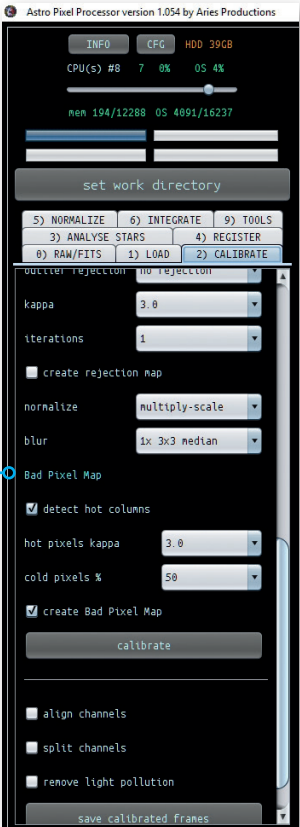 Astro Pixel Processor version 1.054 by Aries Productions
INFO CFG HDD 39GB
CPU(s) #8 7 0% OS 4%
mem 194/12288 OS 4091/16237
set work directory
5) NORMALIZE 6) INTEGRATE 9) TOOLS
3) ANALYSE STARS 4) REGISTER
0) RAW/FITS 1) LOAD 2) CALIBRATE
outlier rejection no rejection
kappa 3.0
iterations 1
create rejection map
normalize multiply-scale
blur 1x 3x3 median
Bad Pixel Map
detect hot columns
hot pixels kappa 3.0
cold pixels % 50
create Bad Pixel Map
calibrate
align channels
split channels
remove light pollution
save calibrated frames